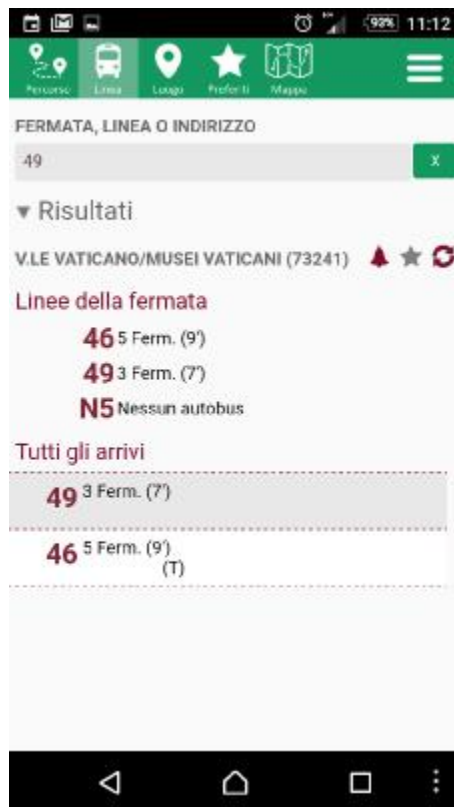 93% 11:12
Percorso Linea Luogo Preferiti Mappa
FERMATA, LINEA O INDIRIZZO
49 X
▼ Risultati
V.LE VATICANO/MUSEI VATICANI (73241)
Linee della fermata
46 5 Ferm. (9')
49 3 Ferm. (7')
N5 Nessun autobus
Tutti gli arrivi
49 3 Ferm. (7')
46 5 Ferm. (9')
(T)